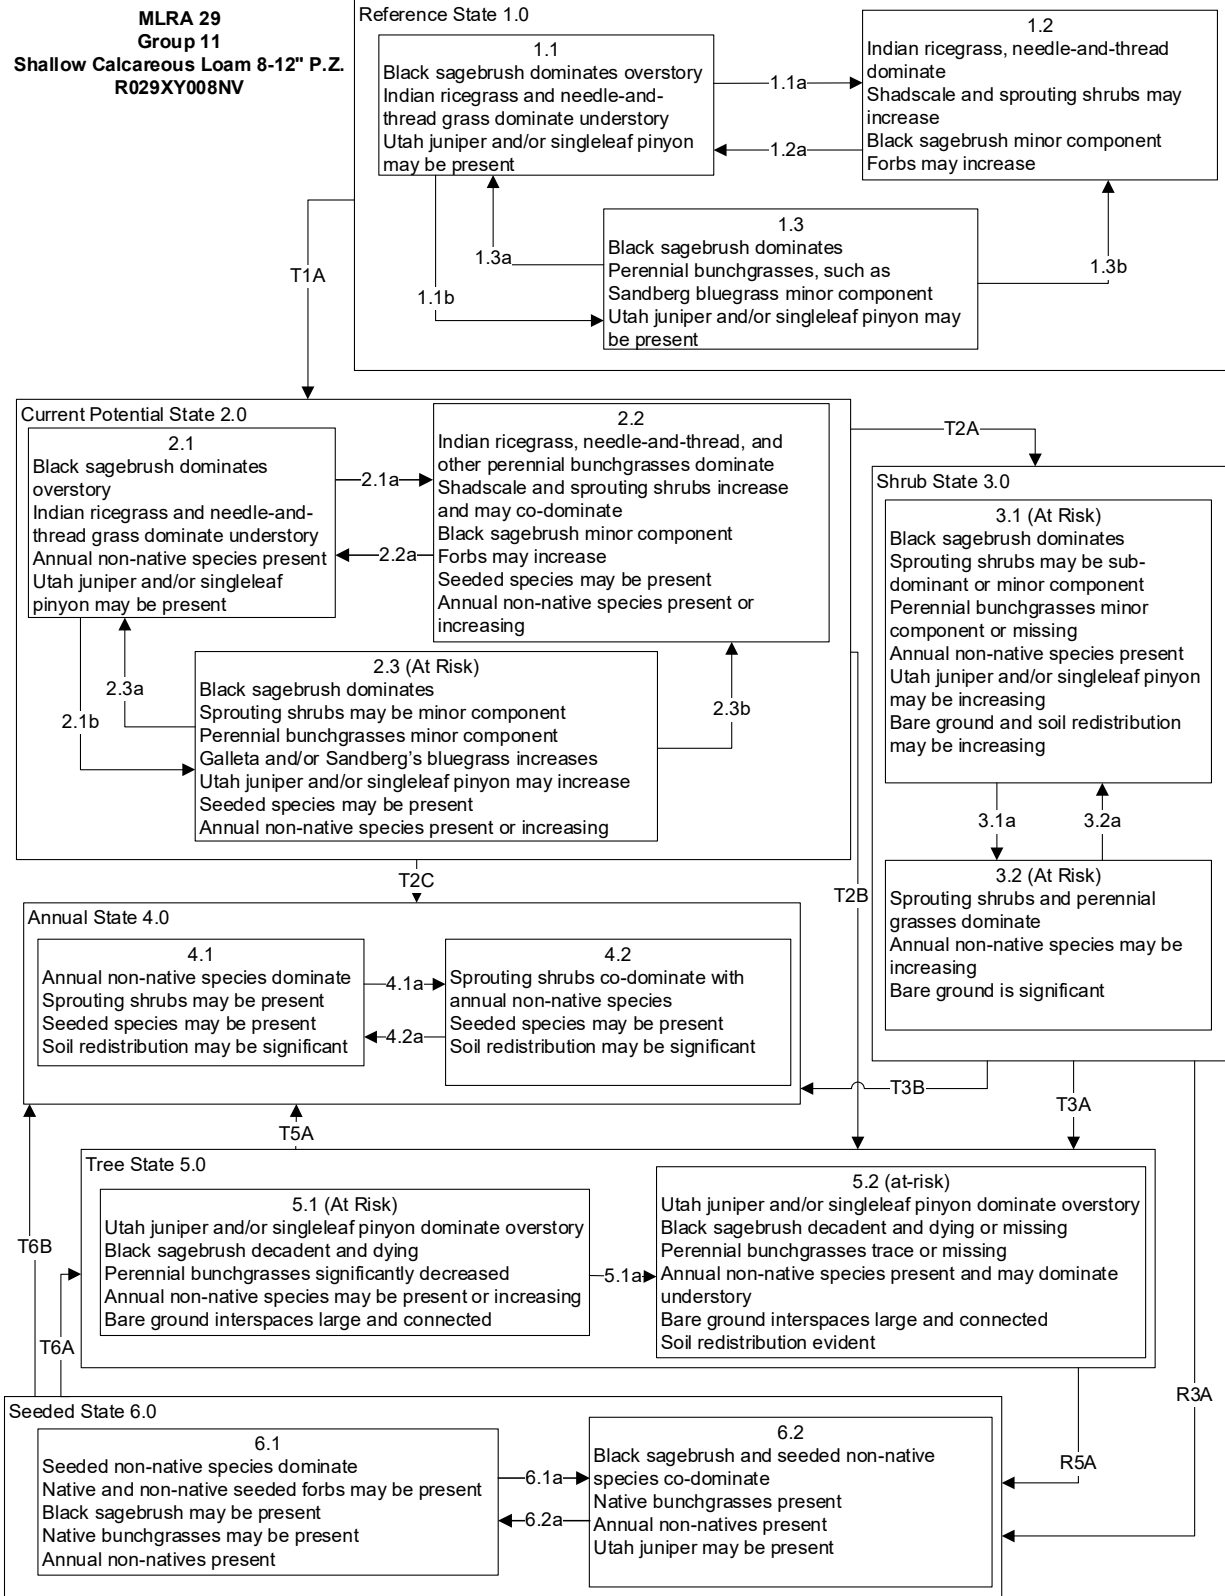 MLRA 29
Group 11
Shallow Calcareous Loam 8-12" P.Z.
R029XY008NV
Reference State 1.0
1.1
Black sagebrush dominates overstory
Indian ricegrass and needle-and-
thread grass dominate understory
Utah juniper and/or singleleaf pinyon
may be present
1.1a
1.2a
1.2
Indian ricegrass, needle-and-thread
dominate
Shadscale and sprouting shrubs may
increase
Black sagebrush minor component
Forbs may increase
1.3
Black sagebrush dominates
Perennial bunchgrasses, such as
Sandberg bluegrass minor component
Utah juniper and/or singleleaf pinyon may
be present
1.3a
1.1b
1.3b
T1A
Current Potential State 2.0
2.1
Black sagebrush dominates
overstory
Indian ricegrass and needle-and-
thread grass dominate understory
Annual non-native species present
Utah juniper and/or singleleaf
pinyon may be present
2.1a
2.2a
2.2
Indian ricegrass, needle-and-thread, and
other perennial bunchgrasses dominate
Shadscale and sprouting shrubs increase
and may co-dominate
Black sagebrush minor component
Forbs may increase
Seeded species may be present
Annual non-native species present or
increasing
2.3 (At Risk)
Black sagebrush dominates
Sprouting shrubs may be minor component
Perennial bunchgrasses minor component
Galleta and/or Sandberg's bluegrass increases
Utah juniper and/or singleleaf pinyon may increase
Seeded species may be present
Annual non-native species present or increasing
2.3a
2.1b
2.3b
T2A
Shrub State 3.0
3.1 (At Risk)
Black sagebrush dominates
Sprouting shrubs may be sub-
dominant or minor component
Perennial bunchgrasses minor
component or missing
Annual non-native species present
Utah juniper and/or singleleaf pinyon
may be increasing
Bare ground and soil redistribution
may be increasing
3.1a
3.2a
3.2 (At Risk)
Sprouting shrubs and perennial
grasses dominate
Annual non-native species may be
increasing
Bare ground is significant
T2C
T2B
Annual State 4.0
4.1
Annual non-native species dominate
Sprouting shrubs may be present
Seeded species may be present
Soil redistribution may be significant
4.1a
4.2a
4.2
Sprouting shrubs co-dominate with
annual non-native species
Seeded species may be present
Soil redistribution may be significant
T3B
T3A
T5A
Tree State 5.0
5.1 (At Risk)
Utah juniper and/or singleleaf pinyon dominate overstory
Black sagebrush decadent and dying
Perennial bunchgrasses significantly decreased
Annual non-native species may be present or increasing
Bare ground interspaces large and connected
5.1a
5.2 (at-risk)
Utah juniper and/or singleleaf pinyon dominate overstory
Black sagebrush decadent and dying or missing
Perennial bunchgrasses trace or missing
Annual non-native species present and may dominate
understory
Bare ground interspaces large and connected
Soil redistribution evident
T6B
T6A
R3A
R5A
Seeded State 6.0
6.1
Seeded non-native species dominate
Native and non-native seeded forbs may be present
Black sagebrush may be present
Native bunchgrasses may be present
Annual non-natives present
6.1a
6.2a
6.2
Black sagebrush and seeded non-native
species co-dominate
Native bunchgrasses present
Annual non-natives present
Utah juniper may be present